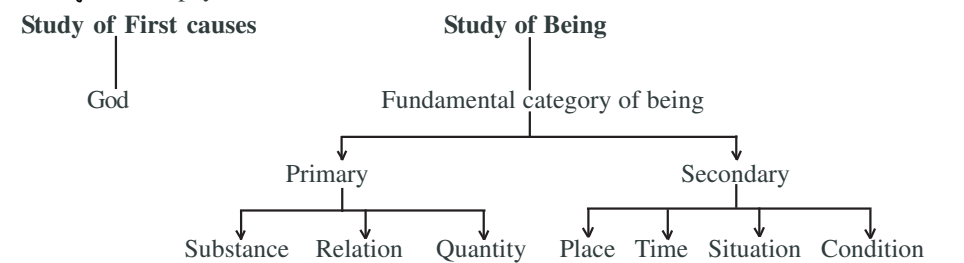 Study of First causes Study of Being
God Fundamental category of being
Primary Secondary
Substance Relation Quantity Place Time Situation Condition